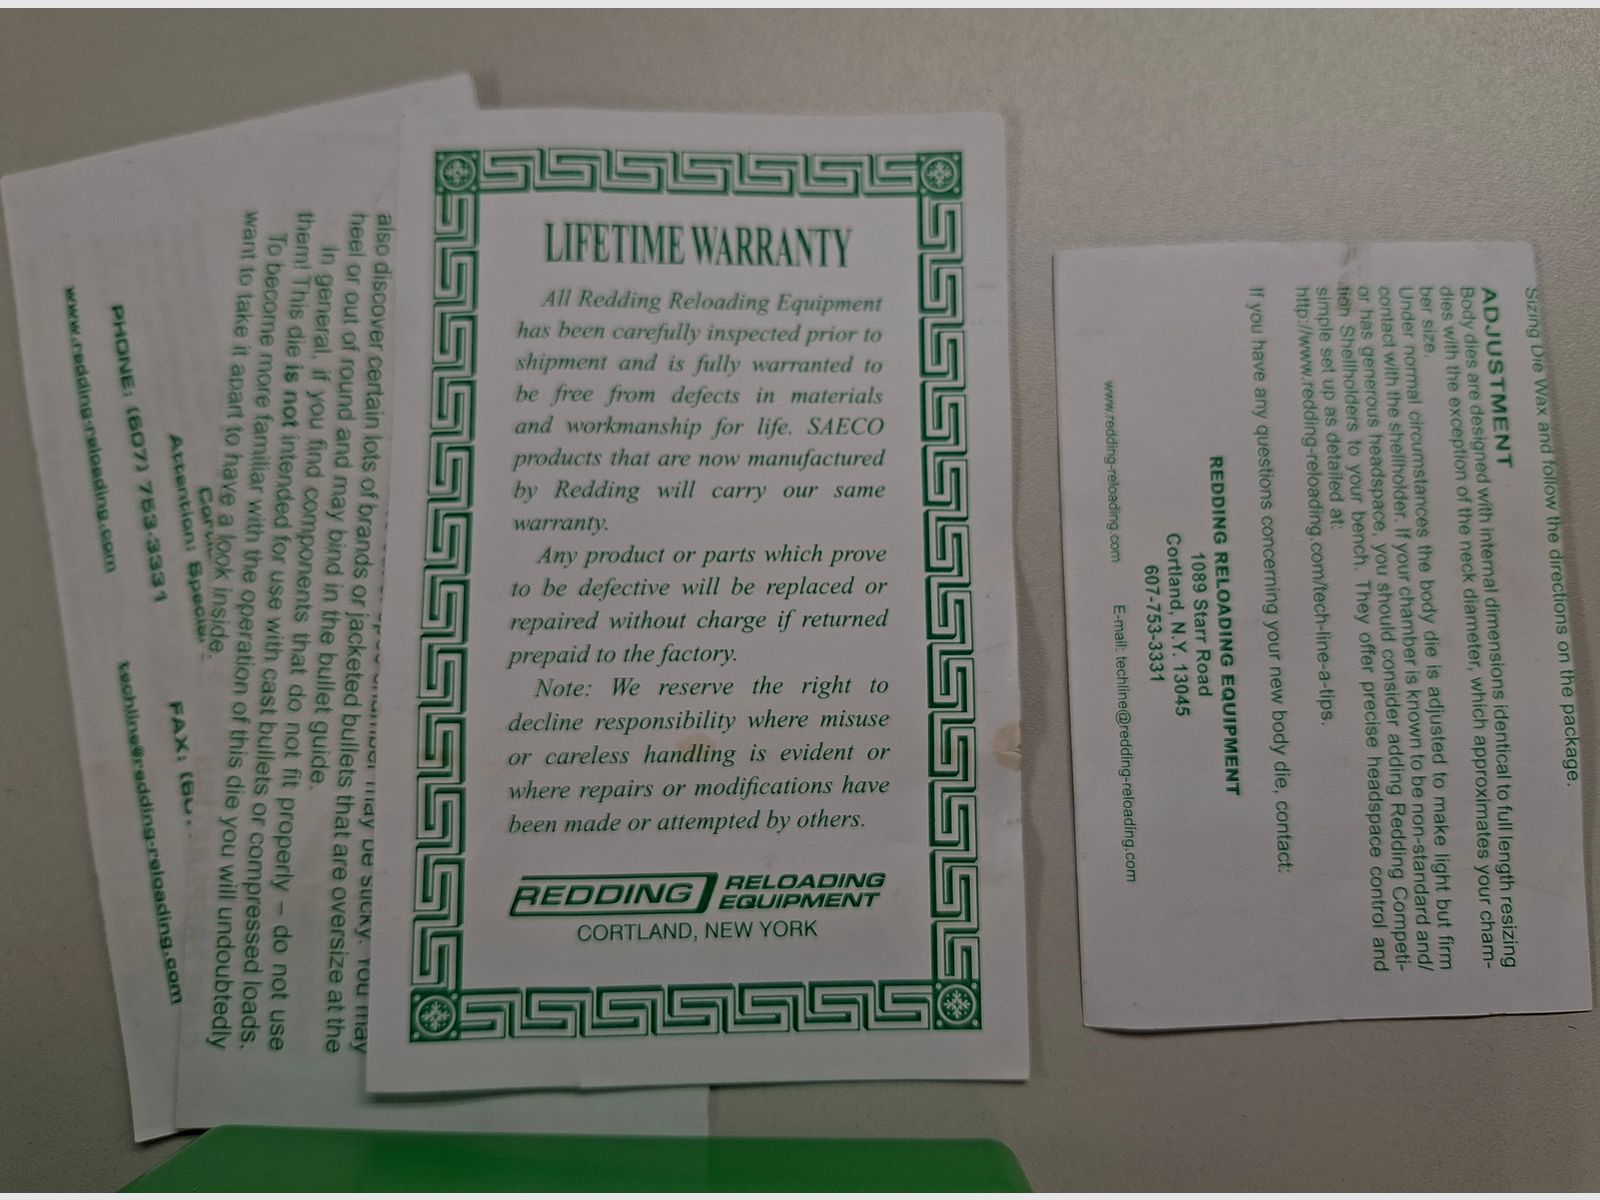 also discover certain lots of brands or jacketed bullets that are oversize at the
heel or out of round and may bind in the bullet guide.
In general, if you find components that do not fit properly – do not use
them! This die is not intended for use with cast bullets or compressed loads.
To become more familiar with the operation of this die you will undoubtedly
want to take it apart to have a look inside.
may be sticky. You may
Attention: Special
PHONE: (607) 753-3331
FAX: (60
www.redding-reloading.com
techline@redding-reloading.com
LIFETIME WARRANTY
All Redding Reloading Equipment
has been carefully inspected prior to
shipment and is fully warranted to
be free from defects in materials
and workmanship for life. SAECO
products that are now manufactured
by Redding will carry our same
warranty.
Any product or parts which prove
to be defective will be replaced or
repaired without charge if returned
prepaid to the factory.
Note: We reserve the right to
decline responsibility where misuse
or careless handling is evident or
where repairs or modifications have
been made or attempted by others.
REDDING RELOADING EQUIPMENT
CORTLAND, NEW YORK
Sizing Die Wax and follow the directions on the package.
ADJUSTMENT
Body dies are designed with internal dimensions identical to full length resizing
dies with the exception of the neck diameter, which approximates your cham-
ber size.
Under normal circumstances the body die is adjusted to make light but firm
contact with the shellholder. If your chamber is known to be non-standard and/
or has generous headspace, you should consider adding Redding Competi-
tion Shellholders to your bench. They offer precise headspace control and
simple set up as detailed at:
http://www.redding-reloading.com/tech-line-a-tips.
If you have any questions concerning your new body die, contact:
REDDING RELOADING EQUIPMENT
1089 Starr Road
Cortland, N.Y. 13045
607-753-3331
www.redding-reloading.com
E-mail: techline@redding-reloading.com